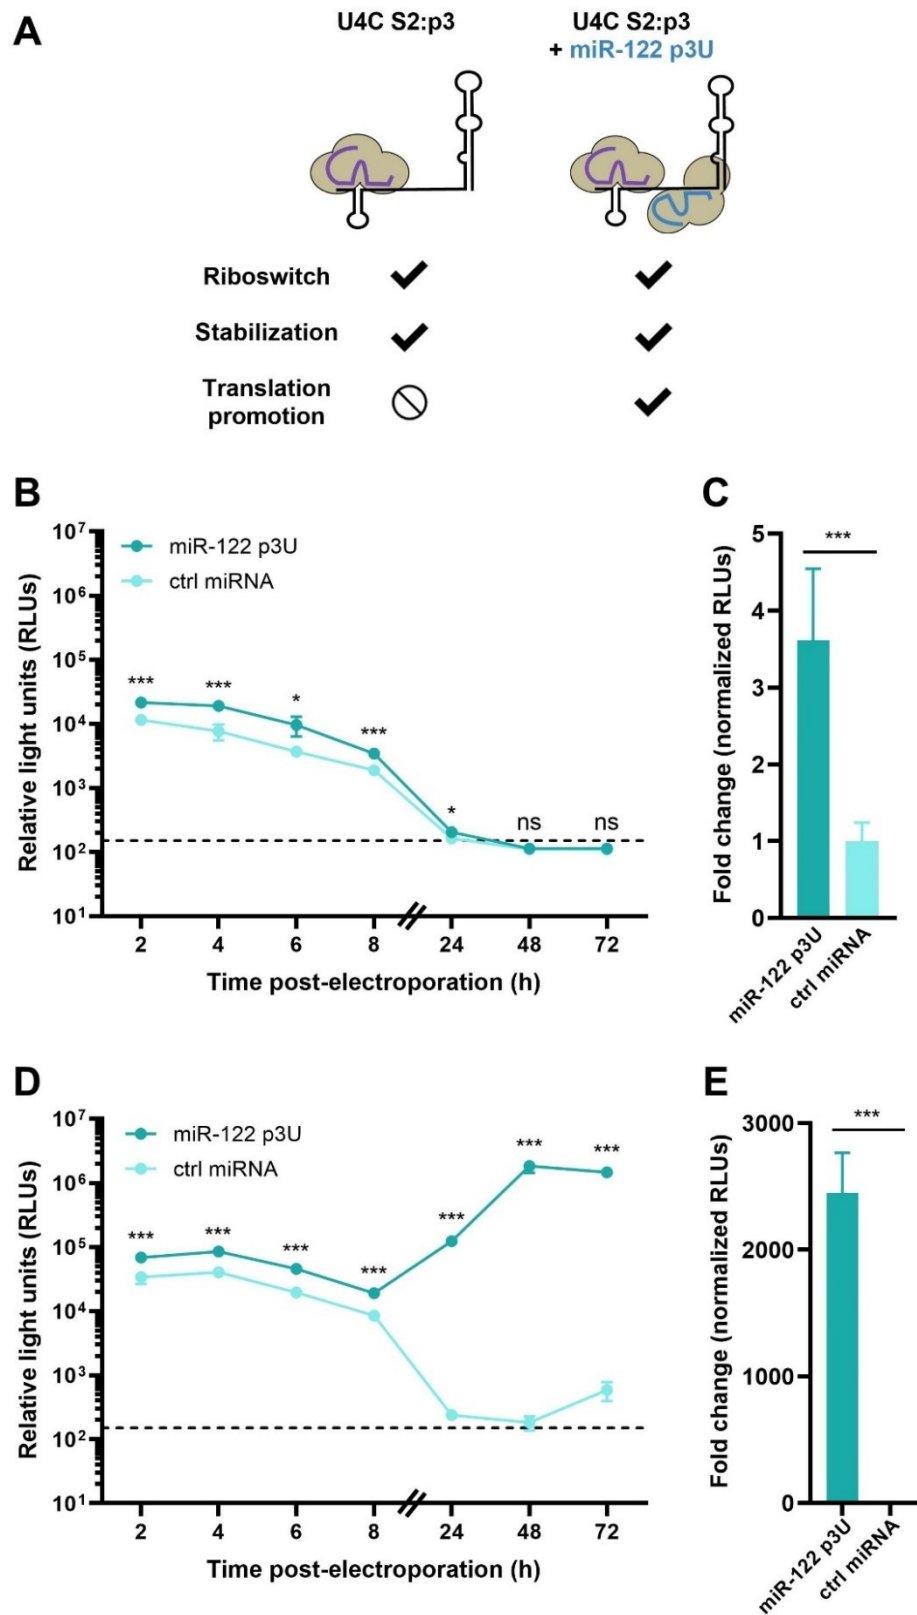 A
U4C S2:p3
U4C S2:p3
+ miR-122 p3U
Riboswitch
Stabilization
Translation
promotion
B
Relative light units (RLUs)
10⁷
10⁶
10⁵
10⁴
10³
10²
10¹
miR-122 p3U
ctrl miRNA
***
***
*
***
*
ns
ns
2
4
6
8
24
48
72
Time post-electroporation (h)
C
Fold change (normalized RLUs)
5
4
3
2
1
0
***
miR-122 p3U
ctrl miRNA
D
Relative light units (RLUs)
10⁷
10⁶
10⁵
10⁴
10³
10²
10¹
miR-122 p3U
ctrl miRNA
***
***
***
***
***
***
***
2
4
6
8
24
48
72
Time post-electroporation (h)
E
Fold change (normalized RLUs)
3000
2000
1000
0
***
miR-122 p3U
ctrl miRNA